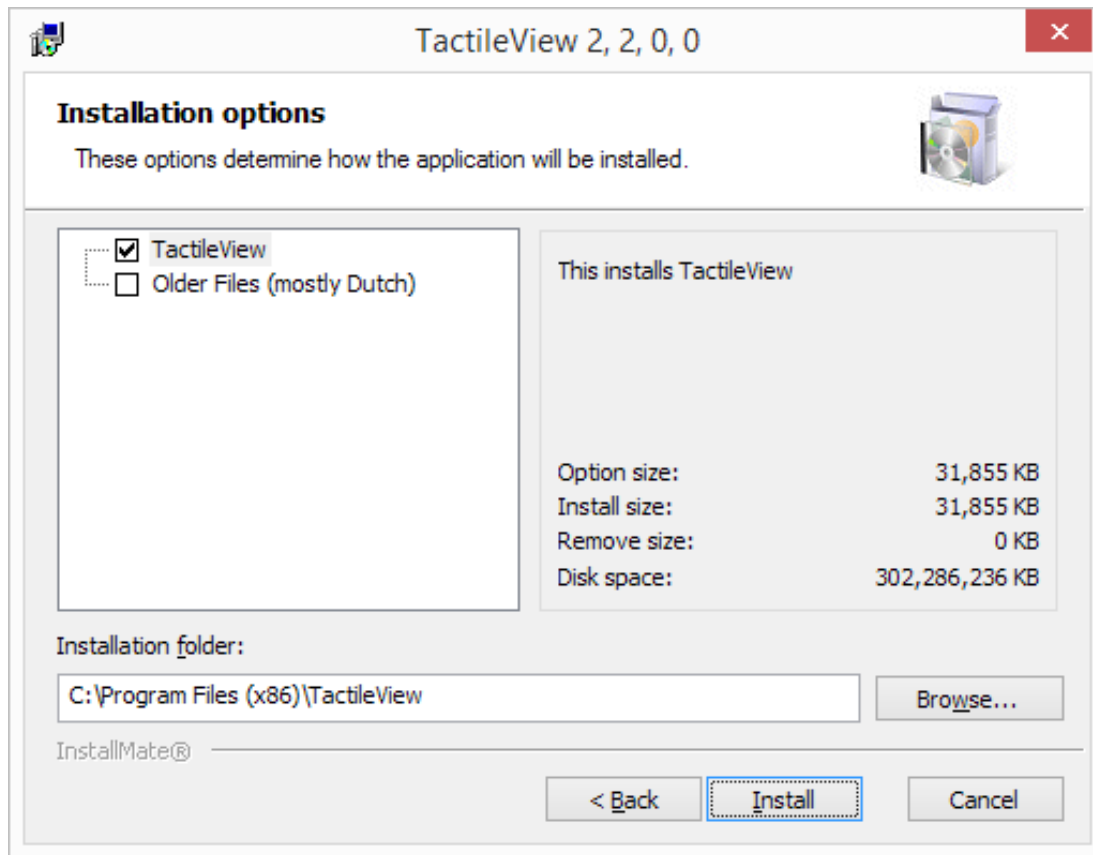 TactileView 2, 2, 0, 0
Installation options
These options determine how the application will be installed.
TactileView
Older Files (mostly Dutch)
This installs TactileView
Option size: 31,855 KB
Install size: 31,855 KB
Remove size: 0 KB
Disk space: 302,286,236 KB
Installation folder:
C:\Program Files (x86)\TactileView
Browse...
InstallMate®
< Back Install Cancel